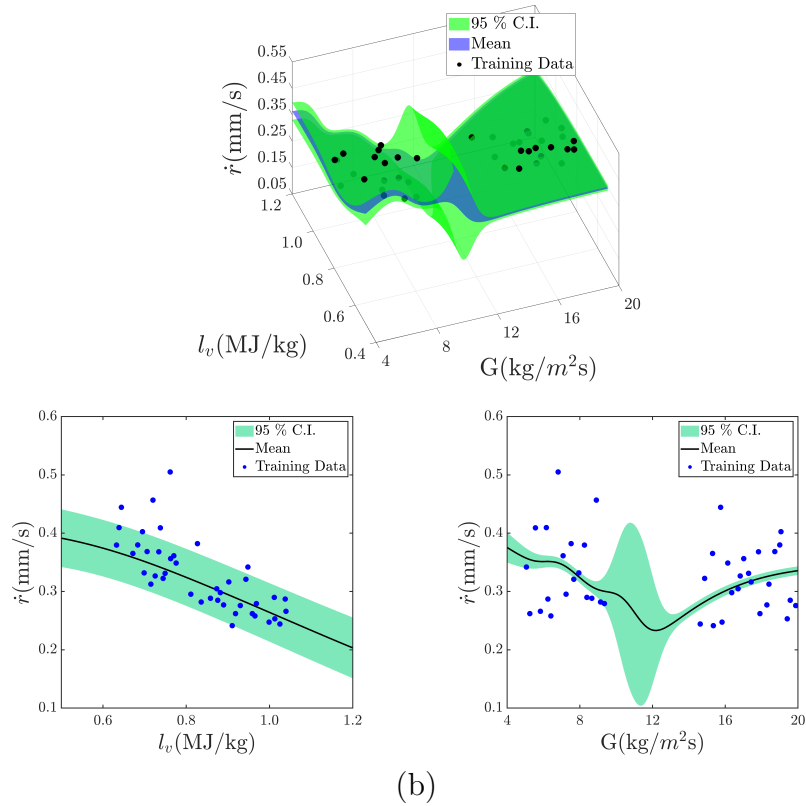 95 % C.I.
Mean
Training Data
0.55
0.45
0.35
0.25
0.15
0.05
ṙ(mm/s)
1.2
1.0
0.8
0.6
0.4
l_v(MJ/kg)
4
8
12
16
20
G(kg/m²s)
0.6
0.5
0.4
0.3
0.2
0.1
ṙ(mm/s)
95 % C.I.
Mean
Training Data
0.6 0.8 1.0 1.2
l_v(MJ/kg)
0.6
0.5
0.4
0.3
0.2
0.1
ṙ(mm/s)
95 % C.I.
Mean
Training Data
4 8 12 16 20
G(kg/m²s)
(b)